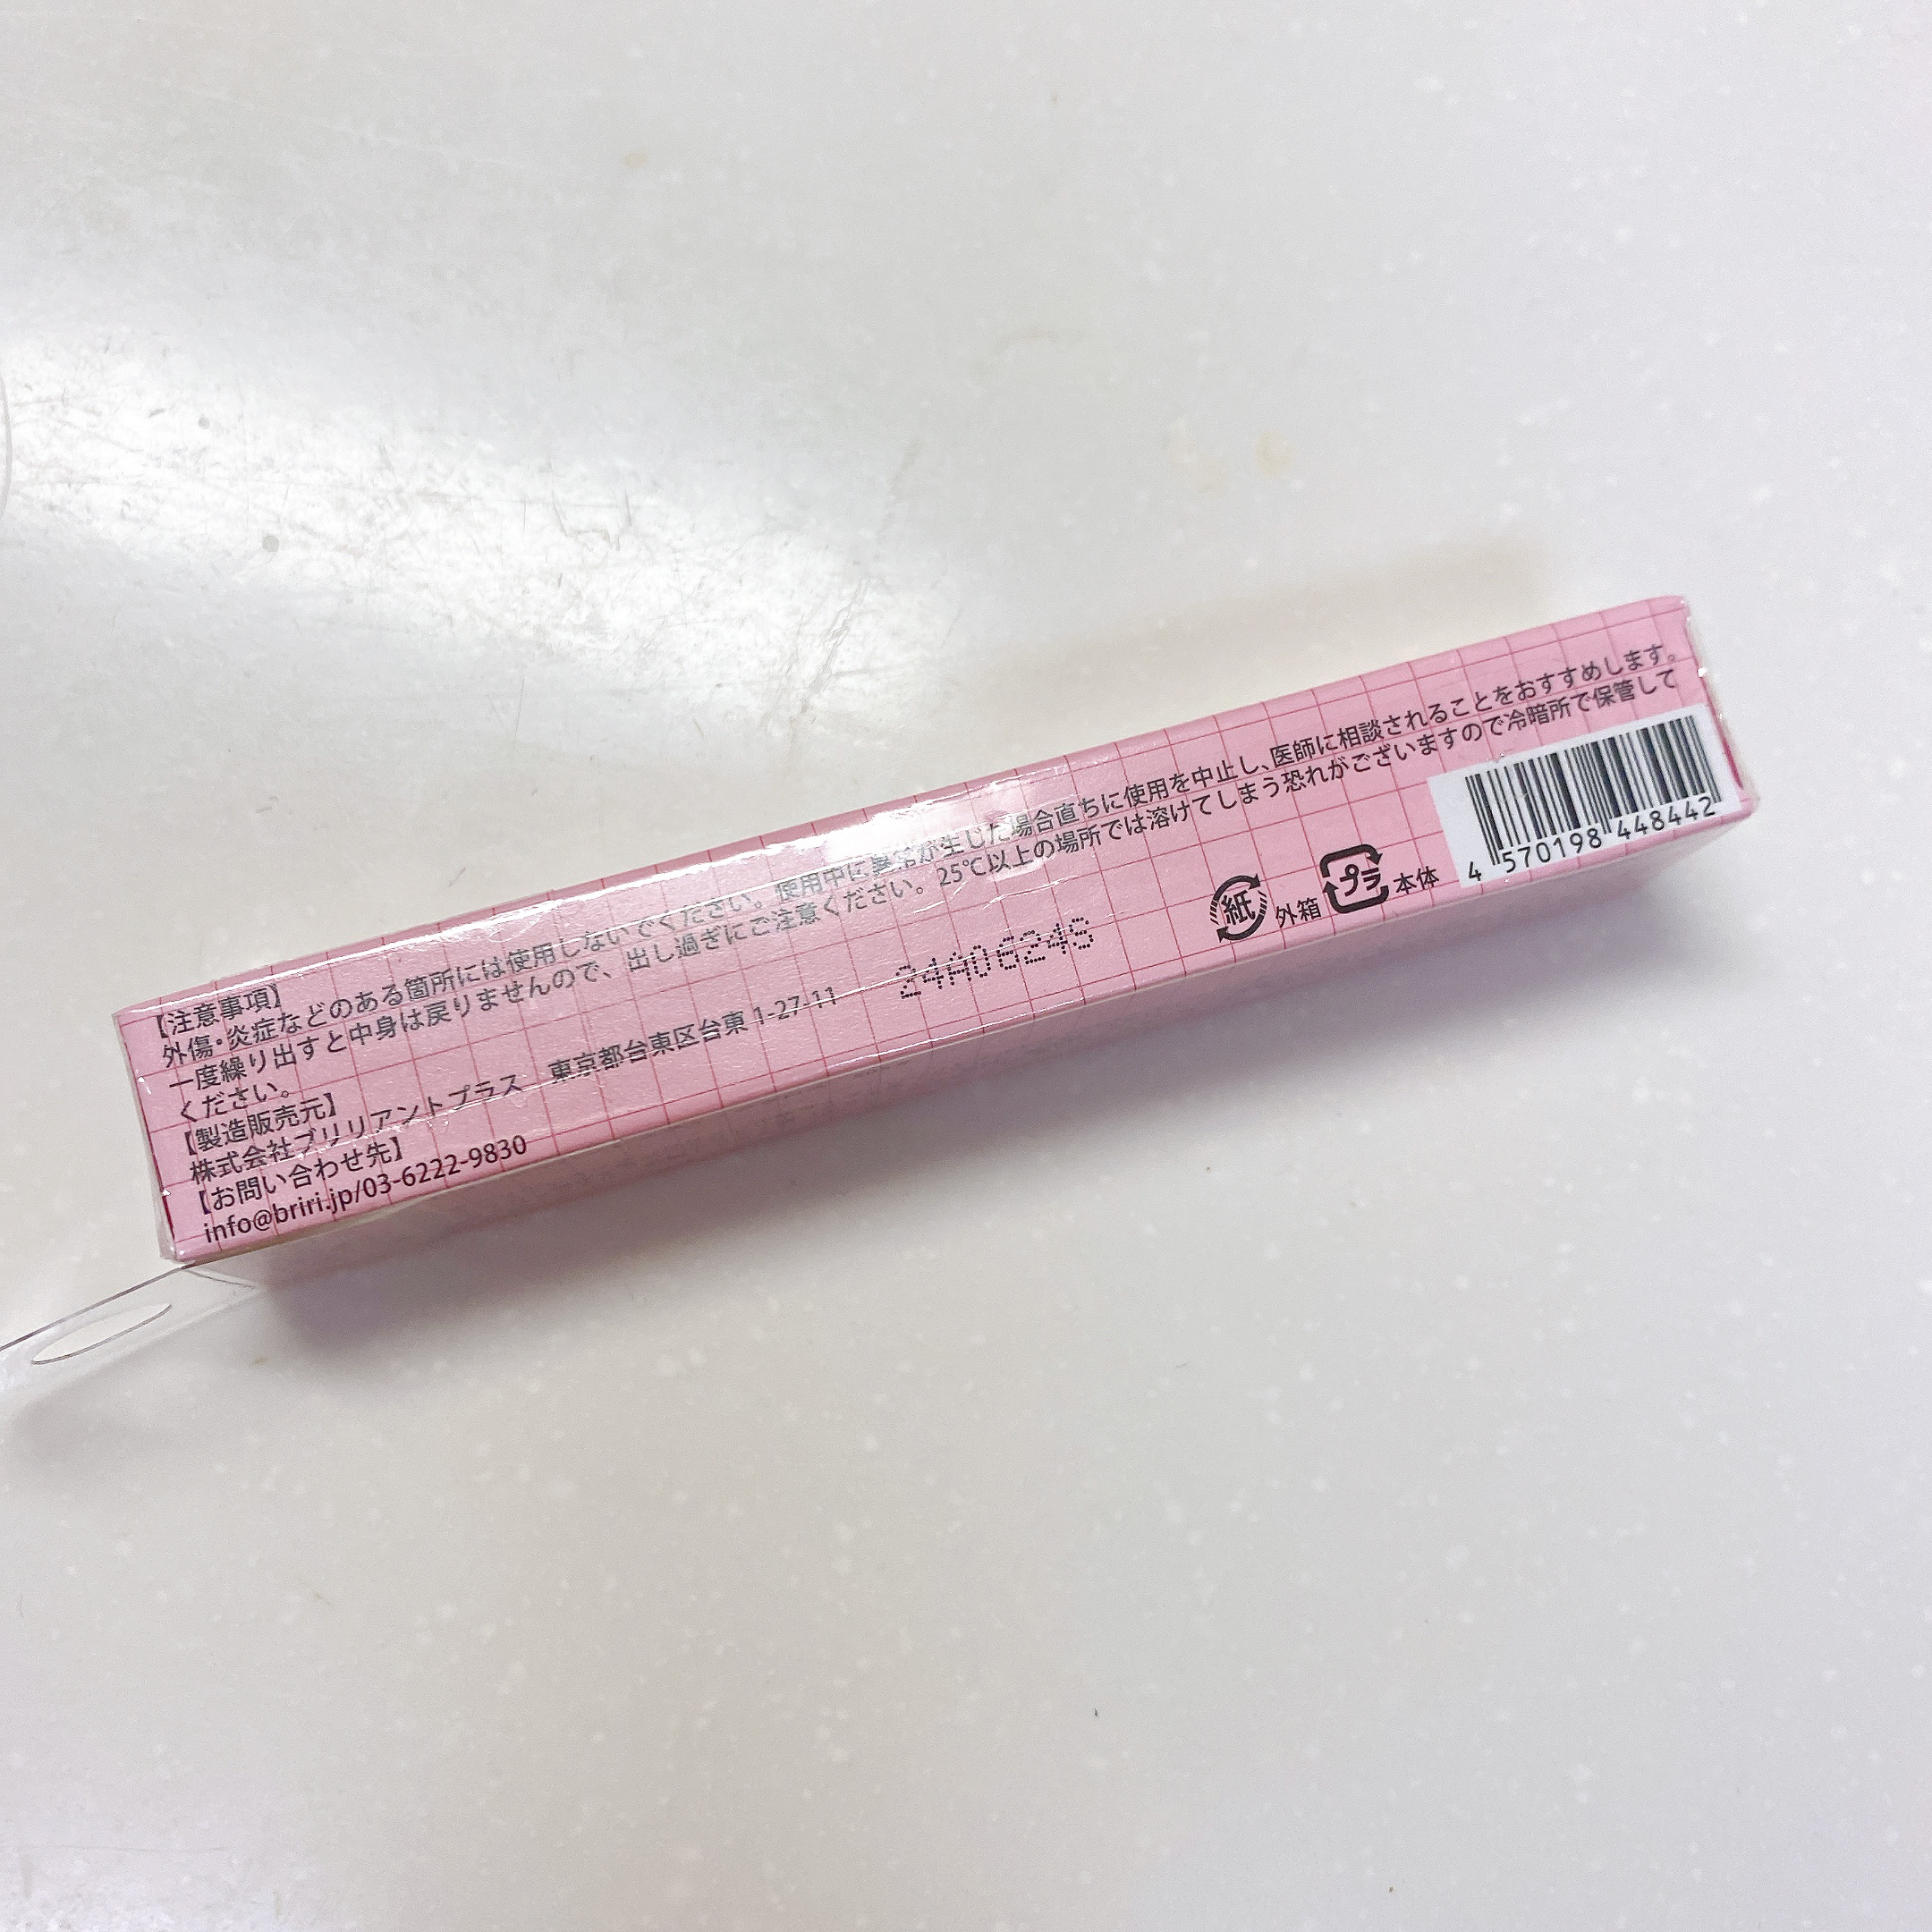 【注意事項】
外傷・炎症などのある箇所には使用しないでください。使用中に異常が生じた場合直ちに使用を中止し、医師に相談されることをおすすめします。
一度繰り出すと中身は戻りませんので、出し過ぎにご注意ください。25℃以上の場所では溶けてしまう恐れがございますので冷暗所で保管して
ください。
【製造販売元】
株式会社ブリリアントプラス 東京都台東区台東 1-27-11
【お問い合わせ先】
info@briri.jp/03-6222-9830
24A06245
紙 外箱 プラ 本体
4 570198 448442